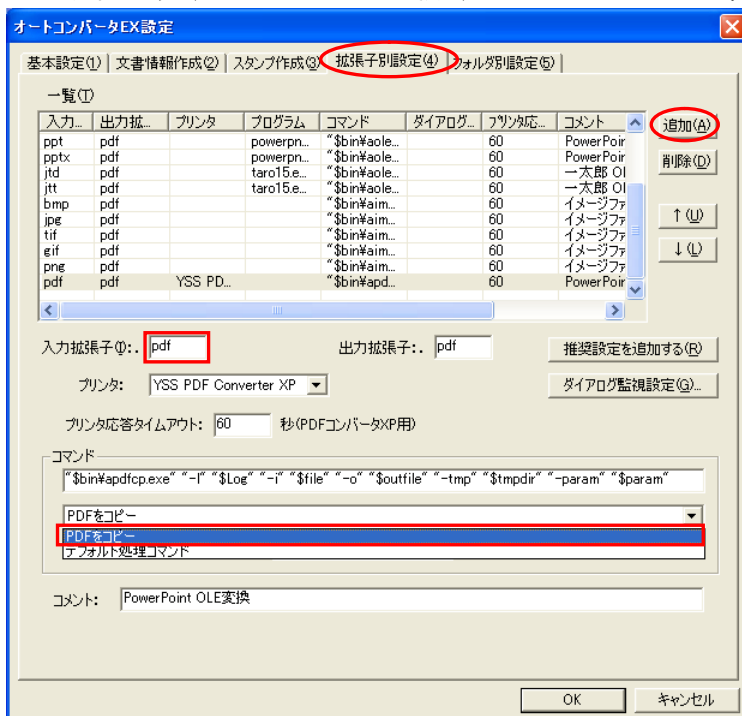 オートコンバータEX設定
基本設定(1) 文書情報作成(2) スタンプ作成(3) 拡張子別設定(4) フォルダ別設定(5)
一覧(T)
入力... 出力拡... プリンタ プログラム コマンド ダイアログ... プリンタ応... コメント
ppt pdf powerpn... "$bin¥aole... 60 PowerPoir
pptx pdf powerpn... "$bin¥aole... 60 PowerPoir
jtd pdf taro15.e... "$bin¥aole... 60 一太郎 Ol
jtt pdf taro15.e... "$bin¥aole... 60 一太郎 Ol
bmp pdf "$bin¥aim... 60 イメージファ
jpg pdf "$bin¥aim... 60 イメージファ
tif pdf "$bin¥aim... 60 イメージファ
gif pdf "$bin¥aim... 60 イメージファ
png pdf "$bin¥aim... 60 イメージファ
pdf pdf YSS PD... "$bin¥apd... 60 PowerPoir
追加(A)
削除(D)
↑(U)
↓(L)
入力拡張子(I):. pdf 出力拡張子:. pdf 推奨設定を追加する(R)
プリンタ: YSS PDF Converter XP ダイアログ監視設定(G)...
プリンタ応答タイムアウト: 60 秒(PDFコンバータXP用)
コマンド
"$bin¥apdfcp.exe" "-l" "$Log" "-i" "$file" "-o" "$outfile" "-tmp" "$tmpdir" "-param" "$param"
PDFをコピー
PDFをコピー
デフォルト処理コマンド
コメント: PowerPoint OLE変換
OK キャンセル